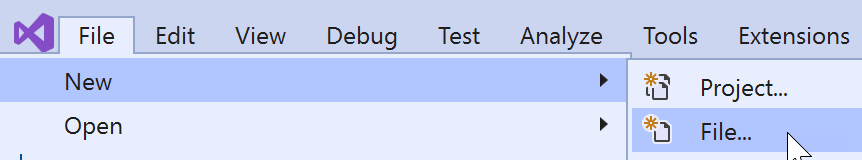 File Edit View Debug Test Analyze Tools Extensions
New
Project...
Open
File...